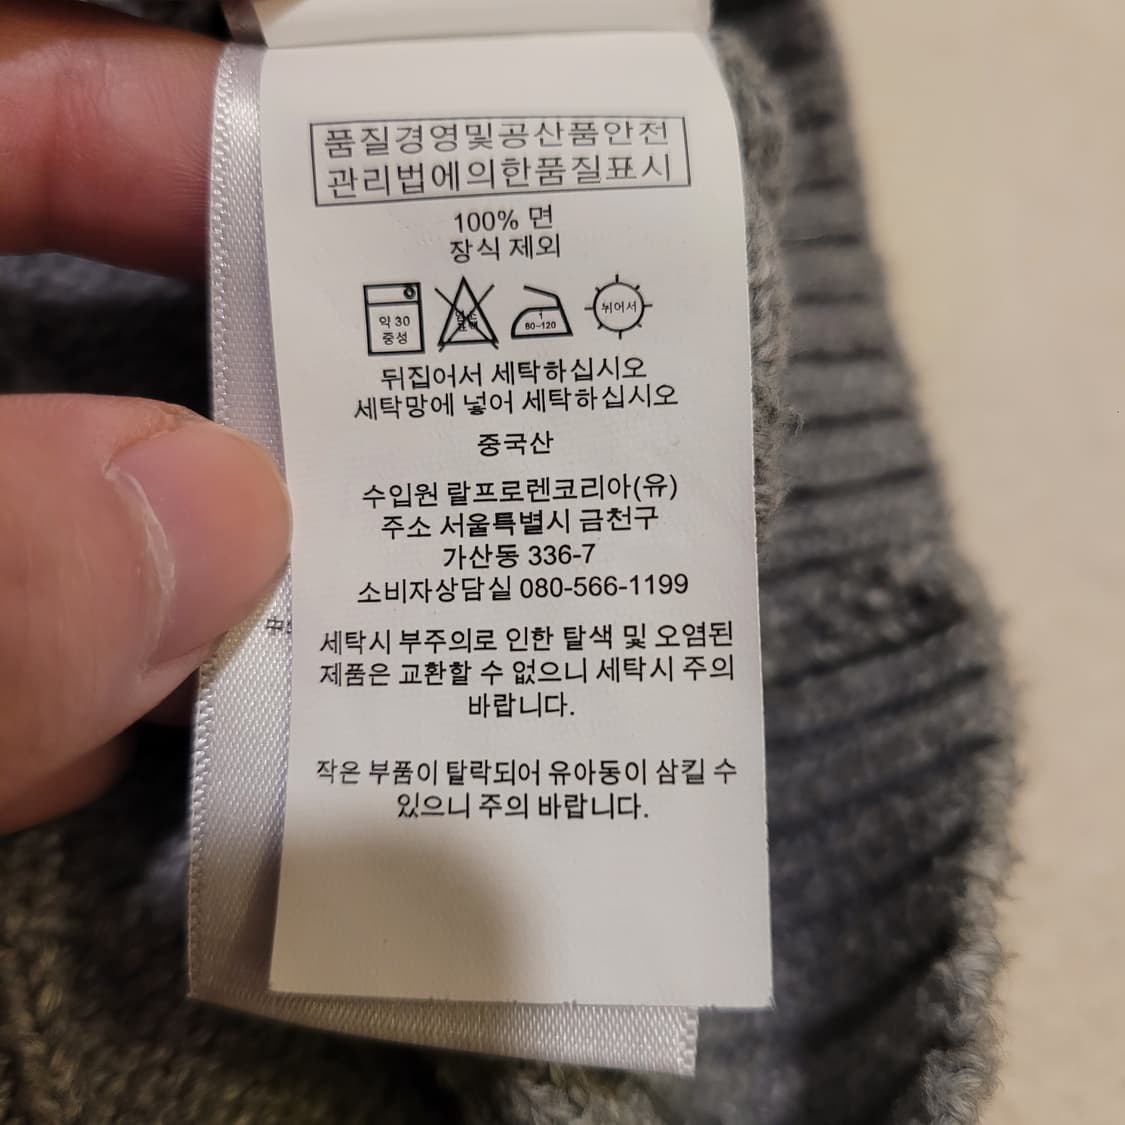 품질경영및공산품안전
관리법에의한품질표시
100% 면
장식 제외
약 30
중성
1
80~120
뉘어서
뒤집어서 세탁하십시오
세탁망에 넣어 세탁하십시오
중국산
수입원 랄프로렌코리아(유)
주소 서울특별시 금천구
가산동 336-7
소비자상담실 080-566-1199
세탁시 부주의로 인한 탈색 및 오염된
제품은 교환할 수 없으니 세탁시 주의
바랍니다.
작은 부품이 탈락되어 유아동이 삼킬 수
있으니 주의 바랍니다.